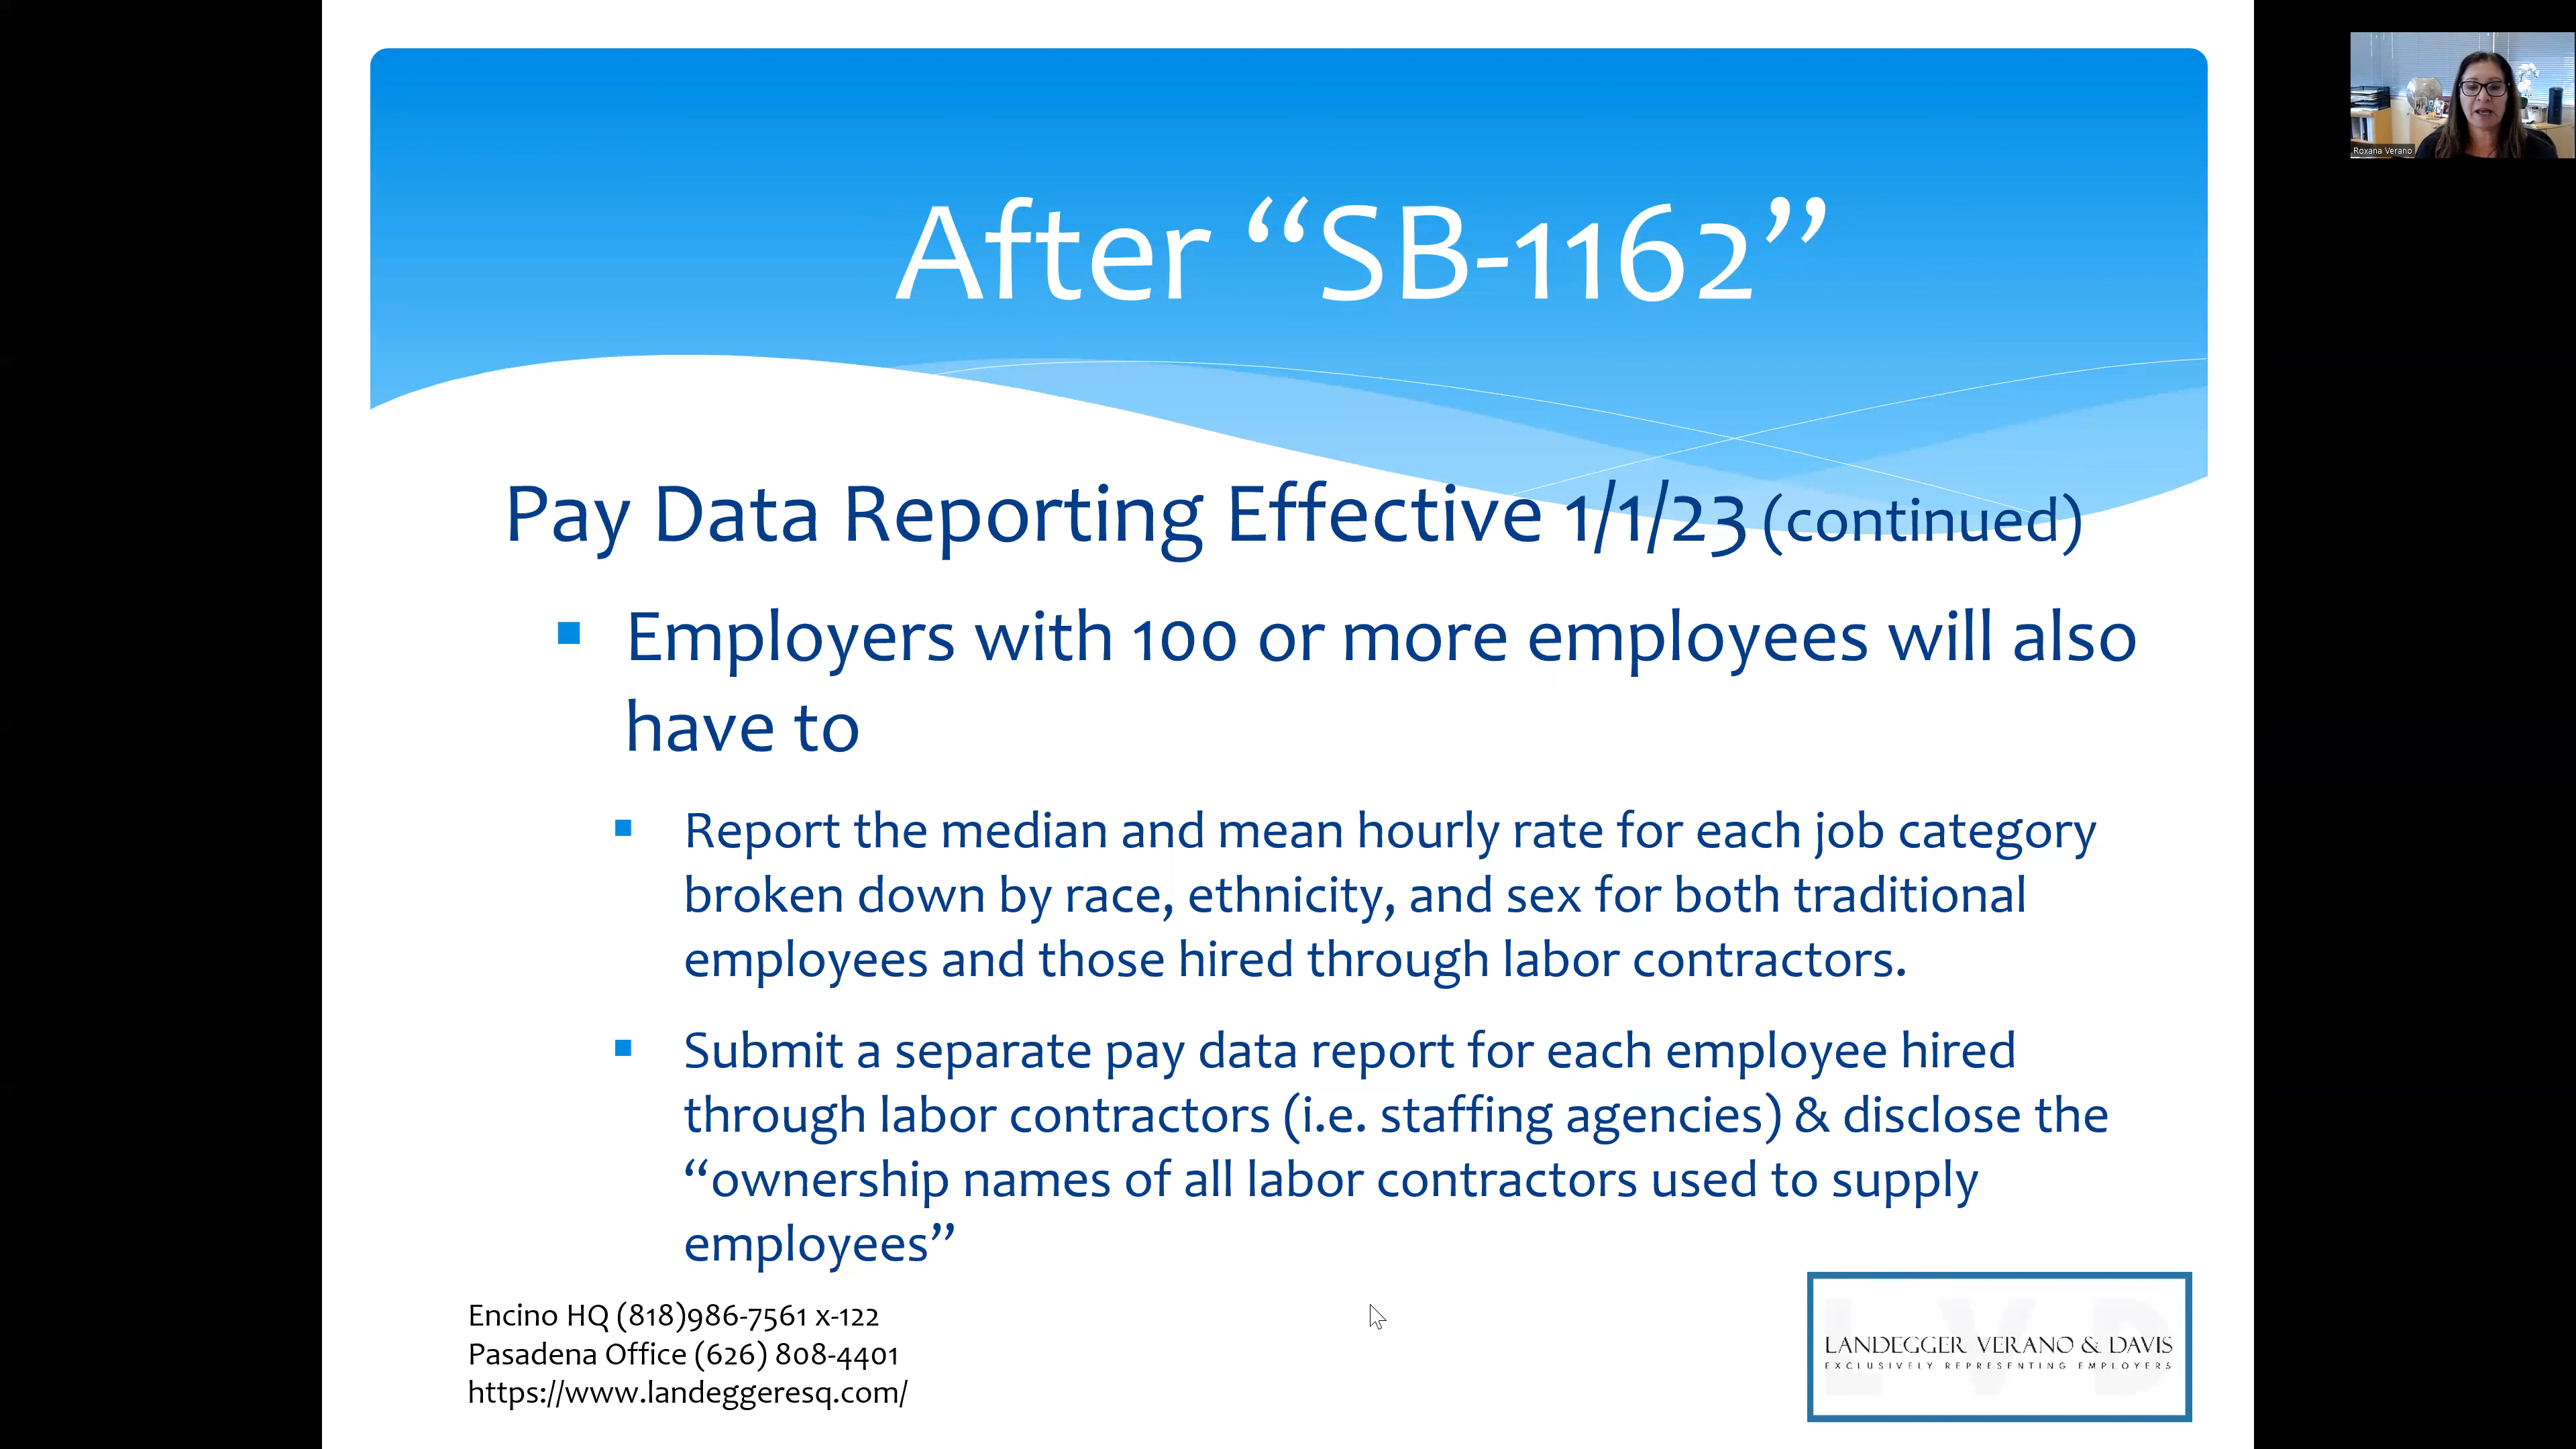 After “SB-1162”
Roxana Verano
Pay Data Reporting Effective 1/1/23 (continued)
Employers with 100 or more employees will also
have to
Report the median and mean hourly rate for each job category
broken down by race, ethnicity, and sex for both traditional
employees and those hired through labor contractors.
Submit a separate pay data report for each employee hired
through labor contractors (i.e. staffing agencies) & disclose the
“ownership names of all labor contractors used to supply
employees”
Encino HQ (818)986-7561 x-122
Pasadena Office (626) 808-4401
https://www.landeggeresq.com/
LVD
LANDEGGER VERANO & DAVIS
EXCLUSIVELY REPRESENTING EMPLOYERS